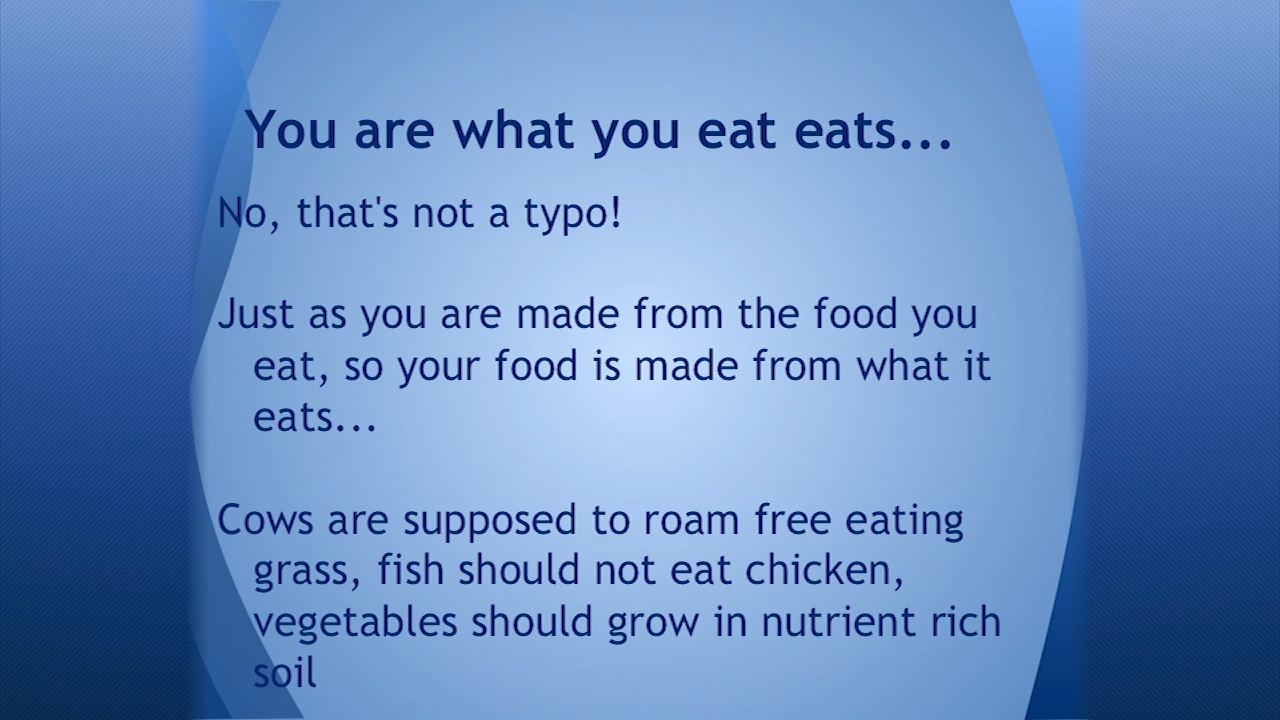 You are what you eat eats...
No, that's not a typo!
Just as you are made from the food you
eat, so your food is made from what it
eats...
Cows are supposed to roam free eating
grass, fish should not eat chicken,
vegetables should grow in nutrient rich
soil